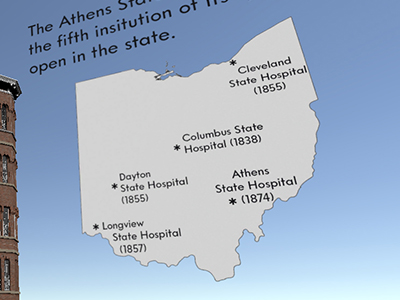 The Athens
the fifth insitution of
open in the state.
* Cleveland
State Hospital
(1855)
Columbus State
* Hospital (1838)
Dayton
* State Hospital
(1855)
Athens
State Hospital
* (1874)
* Longview
State Hospital
(1857)